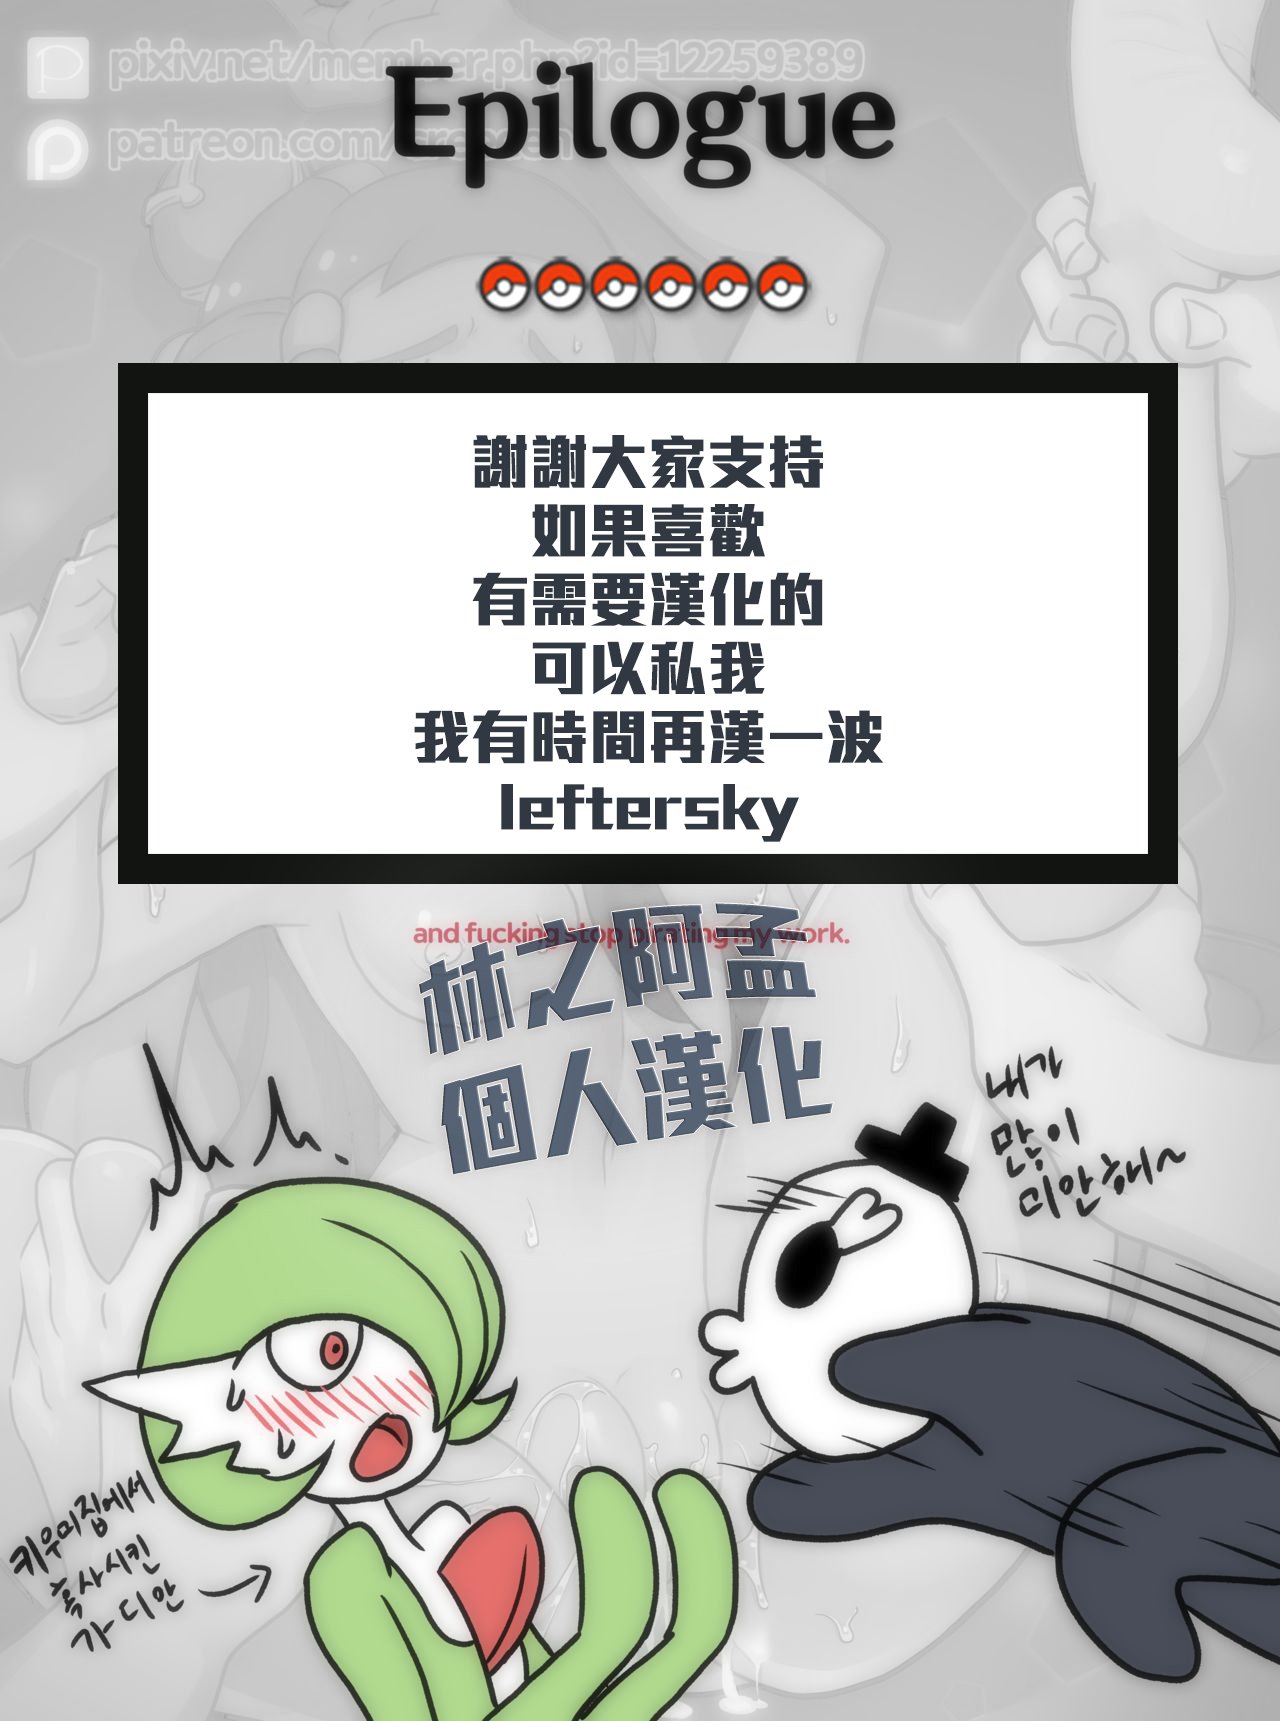 pixiv.net/member.php?id=12259389
Epilogue
patreon.com/
謝謝大家支持
如果喜歡
有需要漢化的
可以私我
我有時間再漢一波
leftersky
and fucking stop pirating my work.
林之阿孟
個人漢化
내가
많이
미안해~
키우미집에서
혹사시킨
가디안